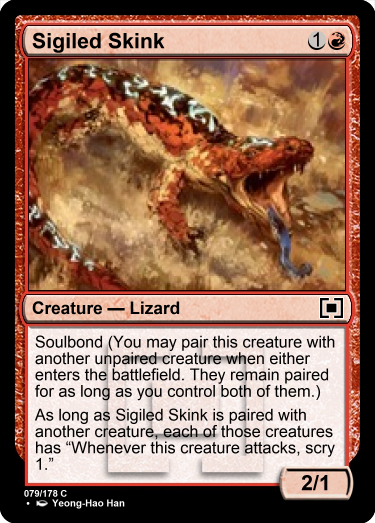 Sigiled Skink 1
Creature — Lizard
Soulbond (You may pair this creature with
another unpaired creature when either
enters the battlefield. They remain paired
for as long as you control both of them.)
As long as Sigiled Skink is paired with
another creature, each of those creatures
has “Whenever this creature attacks, scry
1.”
2/1
079/178 C
• Yeong-Hao Han